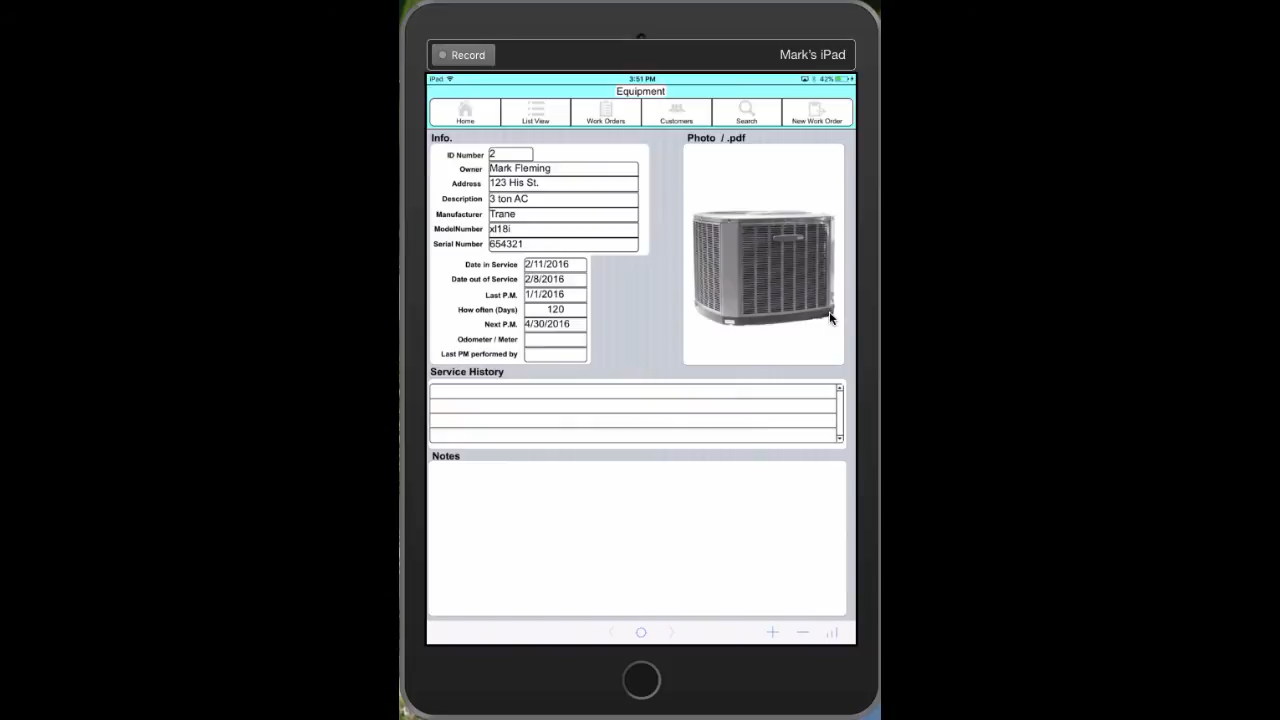 Record
Mark's iPad
iPad 3:51 PM 42%
Equipment
Home
List View
Work Orders
Customers
Search
New Work Order
Info.
Photo / .pdf
ID Number 2
Owner Mark Fleming
Address 123 His St.
Description 3 ton AC
Manufacturer Trane
ModelNumber xl18i
Serial Number 654321
Date in Service 2/11/2016
Date out of Service 2/8/2016
Last P.M. 1/1/2016
How often (Days) 120
Next P.M. 4/30/2016
Odometer / Meter
Last PM performed by
Service History
Notes